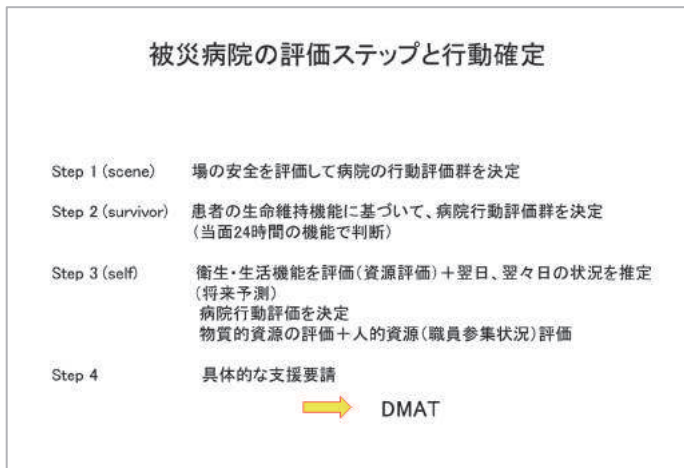 被災病院の評価ステップと行動確定
Step 1 (scene) 場の安全を評価して病院の行動評価群を決定
Step 2 (survivor) 患者の生命維持機能に基づいて、病院行動評価群を決定
(当面24時間の機能で判断)
Step 3 (self) 衛生・生活機能を評価(資源評価)+翌日、翌々日の状況を推定
(将来予測)
病院行動評価を決定
物質的資源の評価+人的資源(職員参集状況)評価
Step 4 具体的な支援要請
DMAT